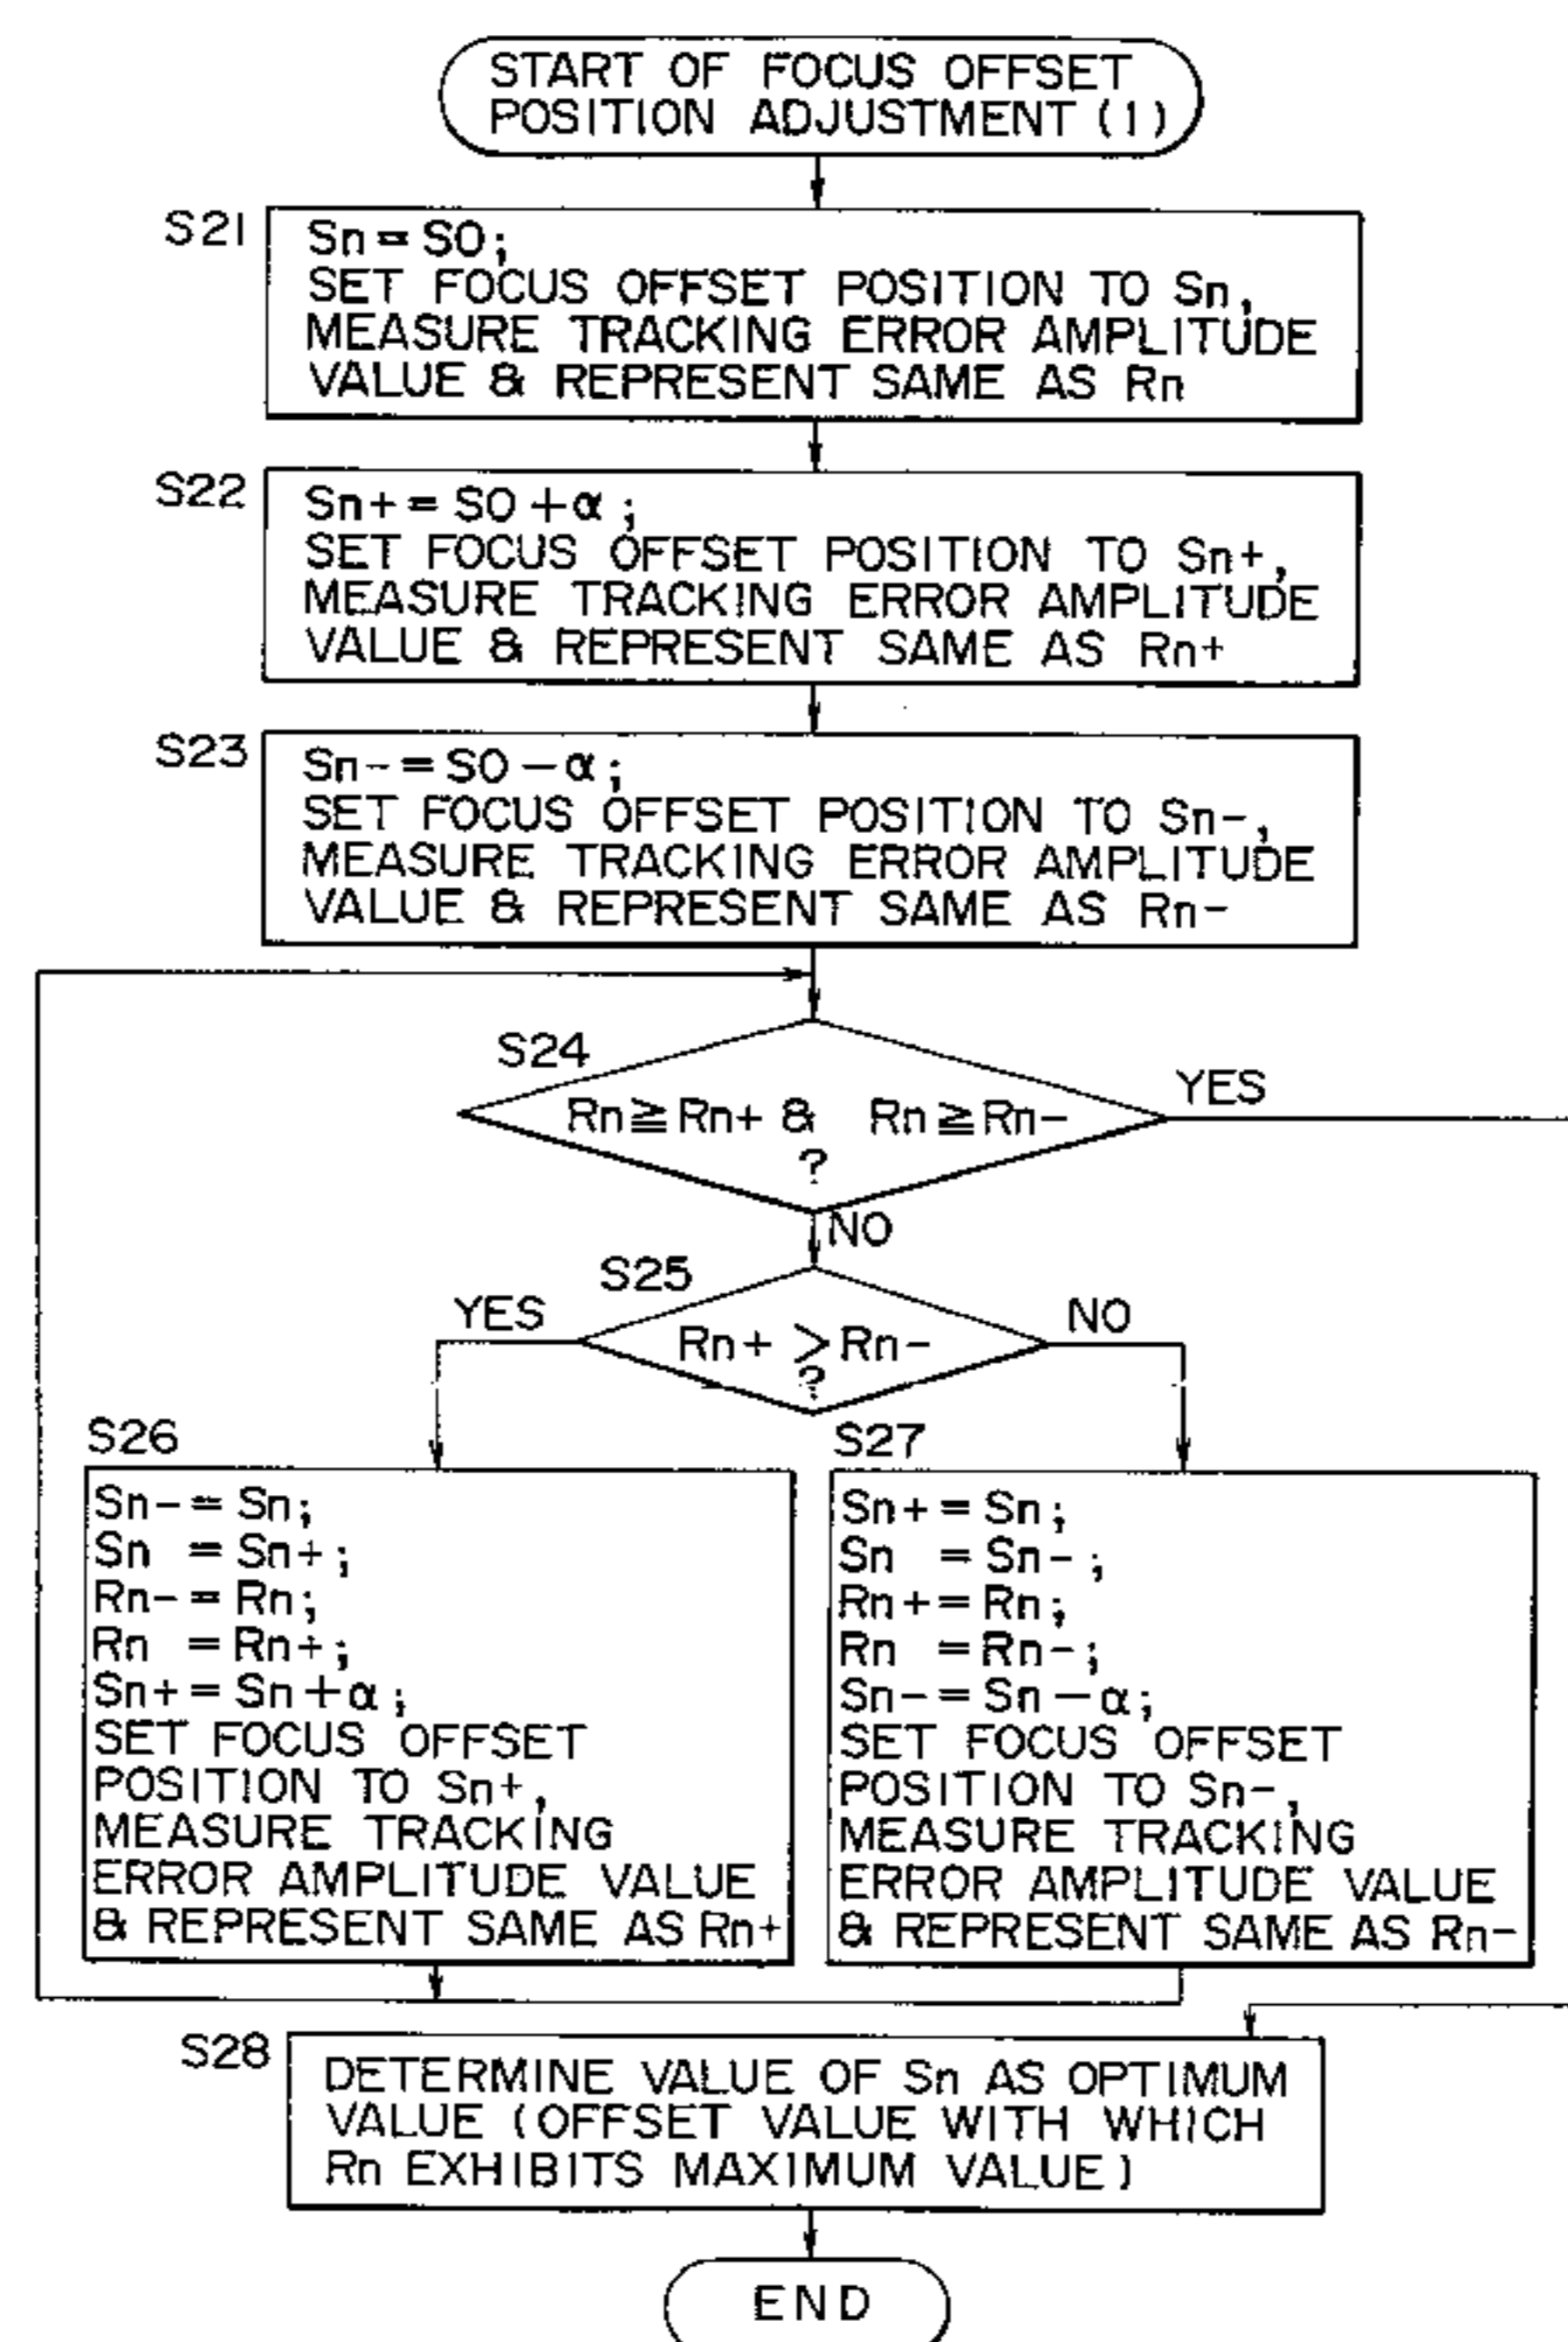 START OF FOCUS OFFSET
POSITION ADJUSTMENT (1)
S21
Sn = S0;
SET FOCUS OFFSET POSITION TO Sn,
MEASURE TRACKING ERROR AMPLITUDE
VALUE & REPRESENT SAME AS Rn
S22
Sn+ = S0 + α;
SET FOCUS OFFSET POSITION TO Sn+,
MEASURE TRACKING ERROR AMPLITUDE
VALUE & REPRESENT SAME AS Rn+
S23
Sn- = S0 - α;
SET FOCUS OFFSET POSITION TO Sn-,
MEASURE TRACKING ERROR AMPLITUDE
VALUE & REPRESENT SAME AS Rn-
S24
Rn ≧ Rn+ & Rn ≧ Rn-
?
YES
NO
S25
Rn+ > Rn-
?
YES
NO
S26
Sn- = Sn;
Sn = Sn+;
Rn- = Rn;
Rn = Rn+;
Sn+ = Sn + α;
SET FOCUS OFFSET
POSITION TO Sn+,
MEASURE TRACKING
ERROR AMPLITUDE VALUE
& REPRESENT SAME AS Rn+
S27
Sn+ = Sn;
Sn = Sn-;
Rn+ = Rn;
Rn = Rn-;
Sn- = Sn - α;
SET FOCUS OFFSET
POSITION TO Sn-,
MEASURE TRACKING
ERROR AMPLITUDE VALUE
& REPRESENT SAME AS Rn-
S28
DETERMINE VALUE OF Sn AS OPTIMUM
VALUE (OFFSET VALUE WITH WHICH
Rn EXHIBITS MAXIMUM VALUE)
END